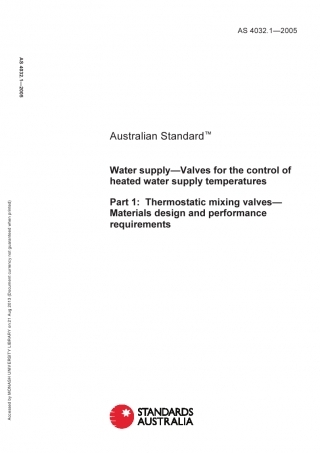 AS 4032.1—2005
AS 4032.1—2005
Australian Standard™
Water supply—Valves for the control of
heated water supply temperatures
Part 1: Thermostatic mixing valves—
Materials design and performance
requirements
Accessed by MONASH UNIVERSITY LIBRARY on 21 Aug 2013 (Document currency not guaranteed when printed)
STANDARDS
AUSTRALIA